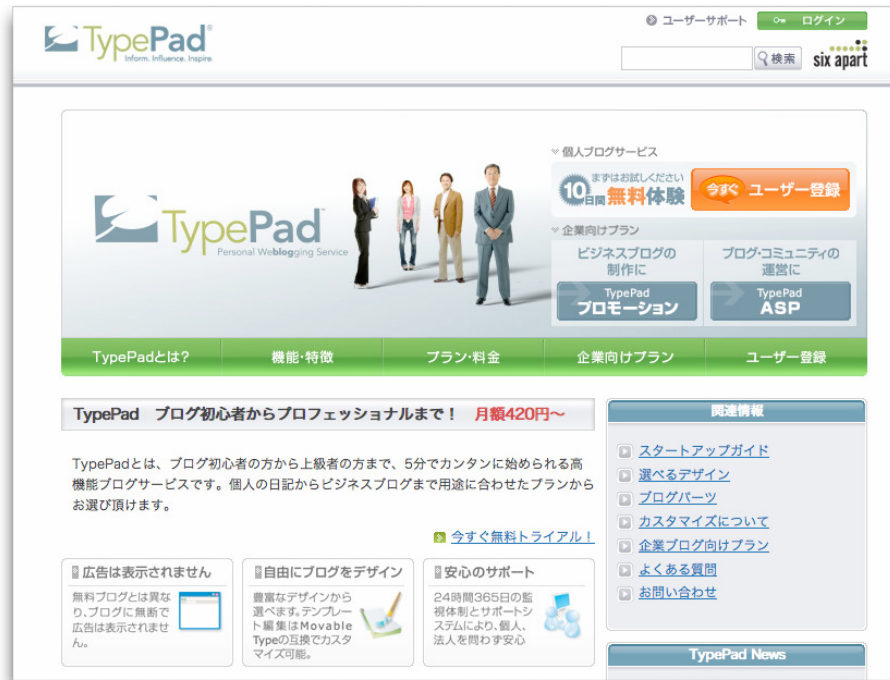 TypePad
Inform. Influence. Inspire.
ユーザーサポート
ログイン
検索
six apart
TypePad
Personal Weblogging Service
個人ブログサービス
10日間
まずはお試しください
無料体験
今すぐ ユーザー登録
企業向けプラン
ビジネスブログの
制作に
TypePad
プロモーション
ブログ・コミュニティの
運営に
TypePad
ASP
TypePadとは?
機能・特徴
プラン・料金
企業向けプラン
ユーザー登録
TypePad ブログ初心者からプロフェッショナルまで! 月額420円〜
TypePadとは、ブログ初心者の方から上級者の方まで、5分でカンタンに始められる高
機能ブログサービスです。個人の日記からビジネスブログまで用途に合わせたプランから
お選び頂けます。
今すぐ無料トライアル!
広告は表示されません
無料ブログとは異な
り、ブログに無断で
広告は表示されませ
ん。
自由にブログをデザイン
豊富なデザインから
選べます。テンプレー
ト編集はMovable
Typeの互換でカスタ
マイズ可能。
安心のサポート
24時間365日の監
視体制とサポートシ
ステムにより、個人、
法人を問わず安心
関連情報
スタートアップガイド
選べるデザイン
ブログパーツ
カスタマイズについて
企業ブログ向けプラン
よくある質問
お問い合わせ
TypePad News